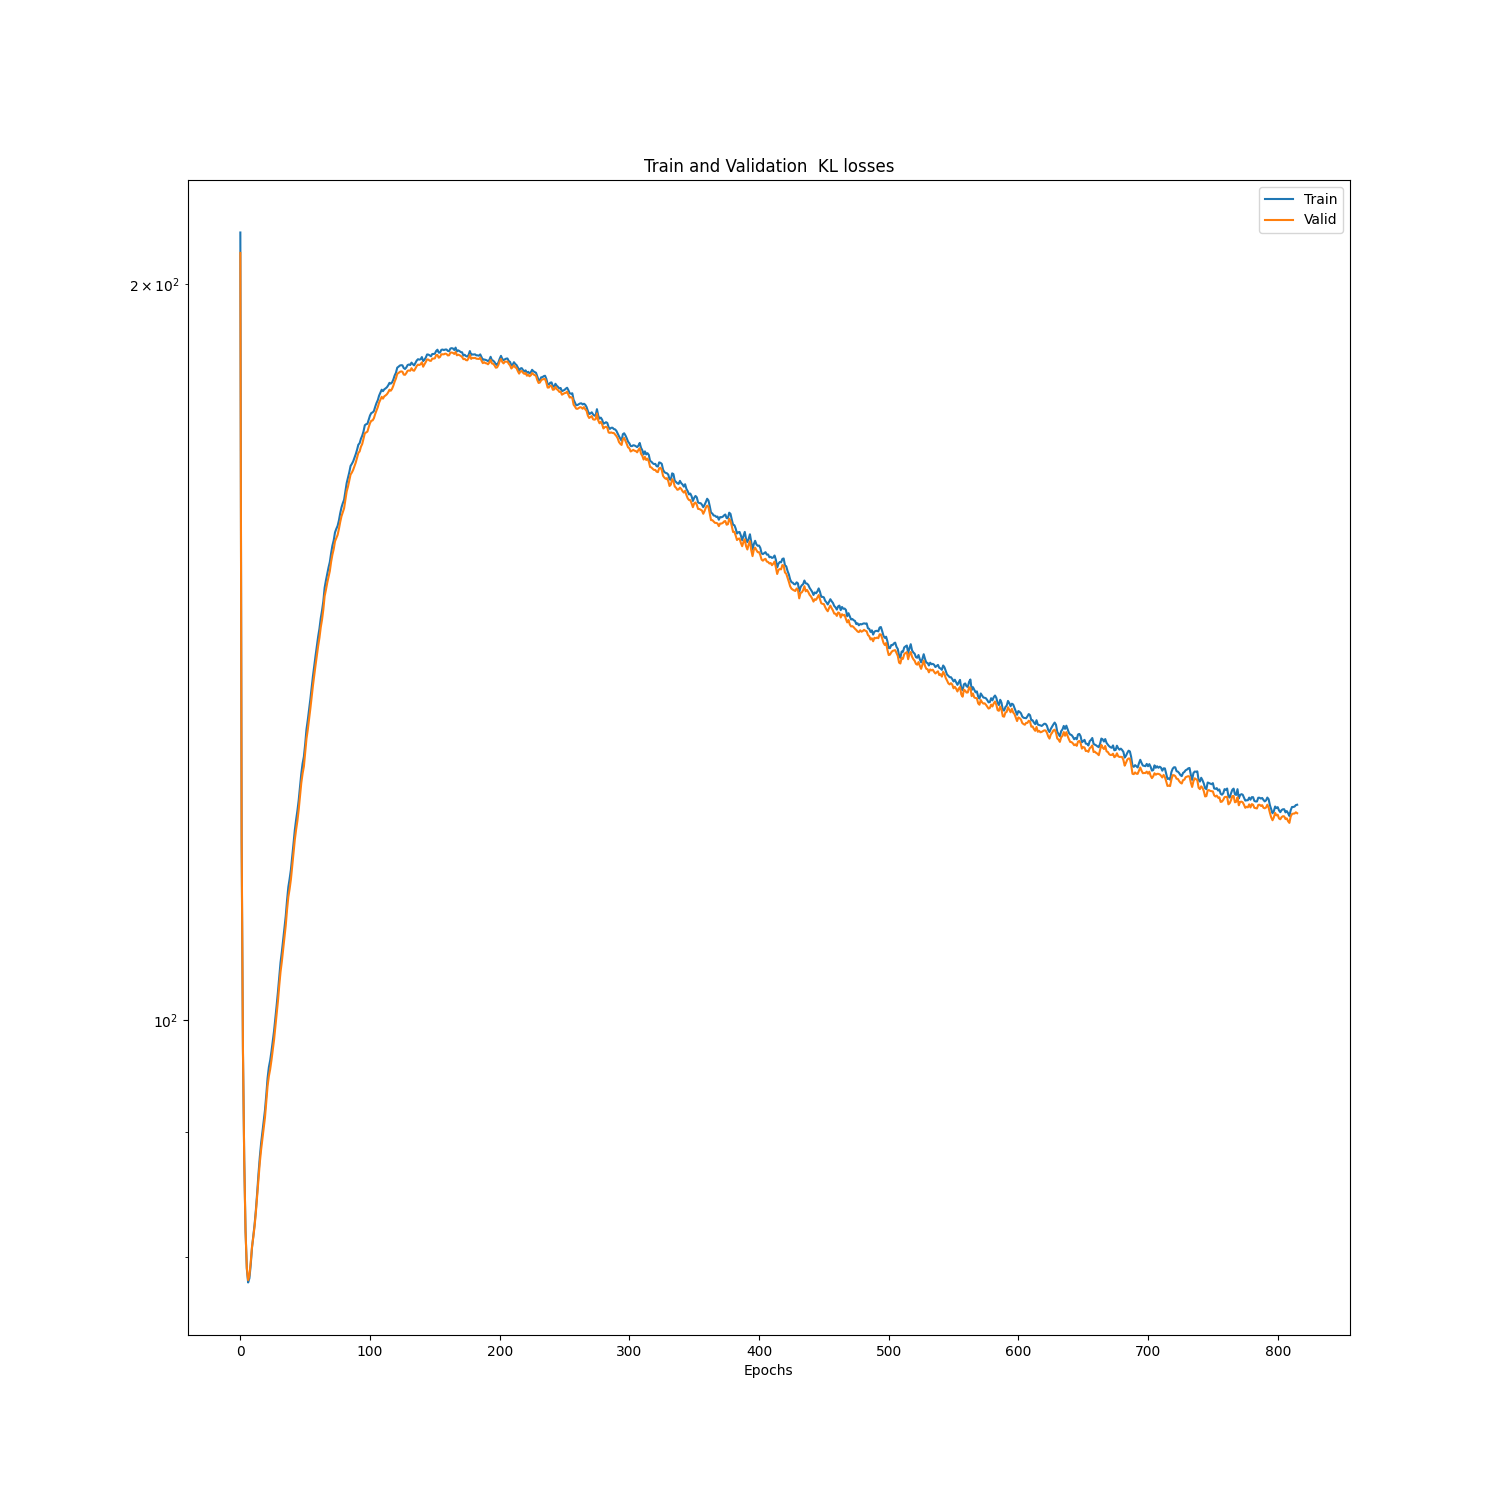 Train and Validation  KL losses
Train
Valid
2 × 10²
10²
0 100 200 300 400 500 600 700 800
Epochs